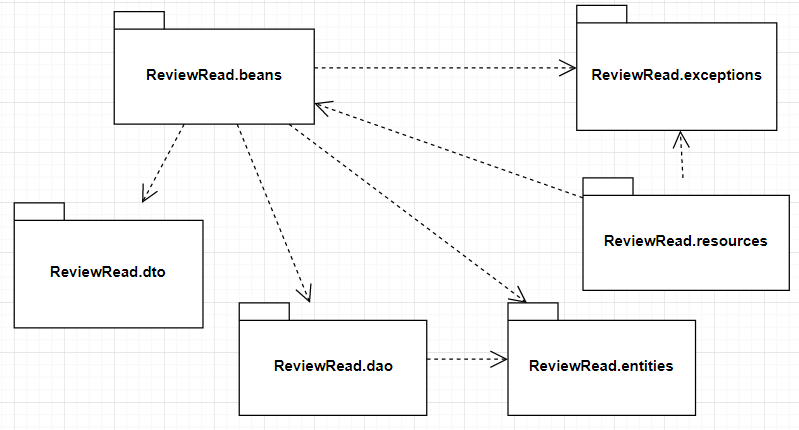 ReviewRead.beans
ReviewRead.exceptions
ReviewRead.resources
ReviewRead.dto
ReviewRead.dao
ReviewRead.entities